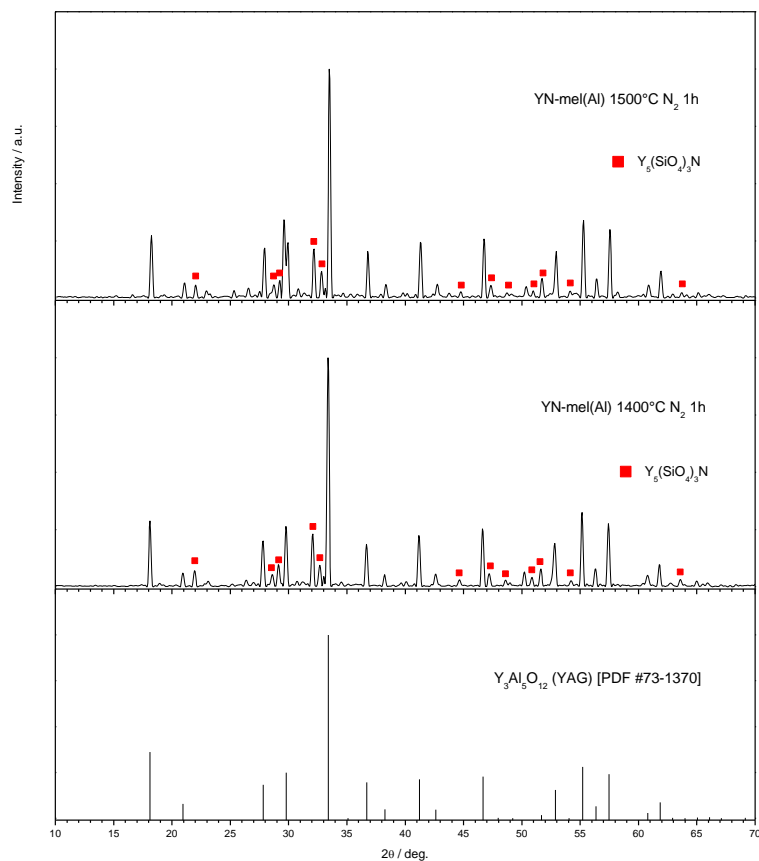 YN-mel(Al) 1500°C N₂ 1h
Y₅(SiO₄)₃N
Intensity / a.u.
YN-mel(Al) 1400°C N₂ 1h
Y₅(SiO₄)₃N
Y₃Al₅O₁₂ (YAG) [PDF #73-1370]
10 15 20 25 30 35 40 45 50 55 60 65 70
2θ / deg.